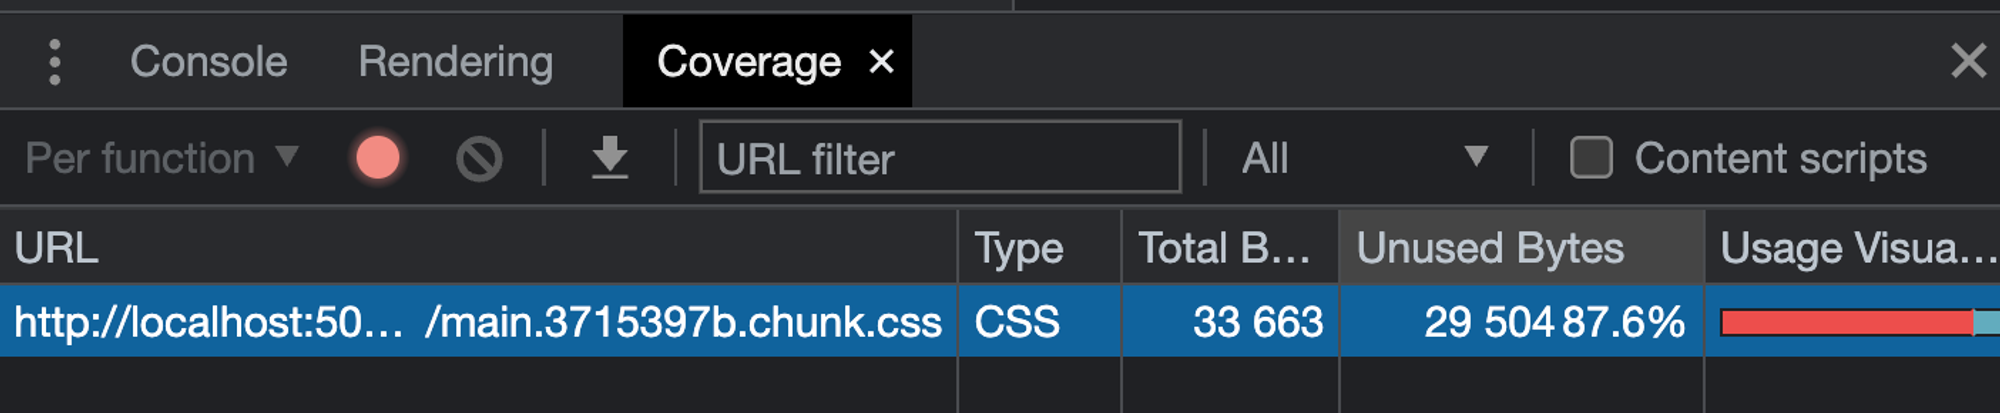 Console Rendering Coverage ×
Per function URL filter All Content scripts
URL Type Total B... Unused Bytes Usage Visua...
http://localhost:50... /main.3715397b.chunk.css CSS 33 663 29 504 87.6%